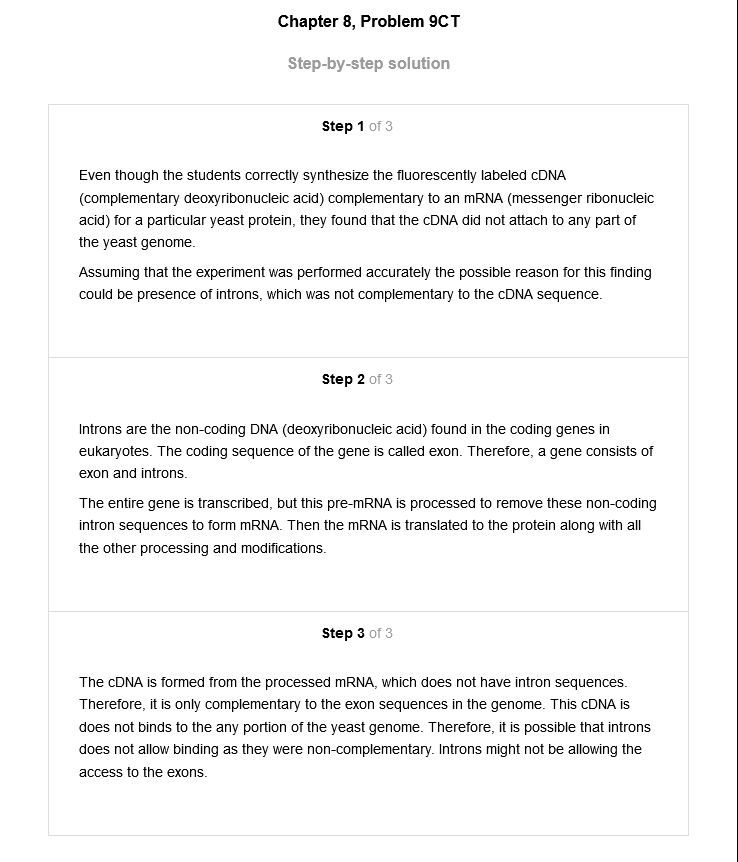 Chapter 8, Problem 9CT
Step-by-step solution
Step 1 of 3
Even though the students correctly synthesize the fluorescently labeled cDNA
(complementary deoxyribonucleic acid) complementary to an mRNA (messenger ribonucleic
acid) for a particular yeast protein, they found that the cDNA did not attach to any part of
the yeast genome.
Assuming that the experiment was performed accurately the possible reason for this finding
could be presence of introns, which was not complementary to the cDNA sequence.
Step 2 of 3
Introns are the non-coding DNA (deoxyribonucleic acid) found in the coding genes in
eukaryotes. The coding sequence of the gene is called exon. Therefore, a gene consists of
exon and introns.
The entire gene is transcribed, but this pre-mRNA is processed to remove these non-coding
intron sequences to form mRNA. Then the mRNA is translated to the protein along with all
the other processing and modifications.
Step 3 of 3
The cDNA is formed from the processed mRNA, which does not have intron sequences.
Therefore, it is only complementary to the exon sequences in the genome. This cDNA is
does not binds to the any portion of the yeast genome. Therefore, it is possible that introns
does not allow binding as they were non-complementary. Introns might not be allowing the
access to the exons.